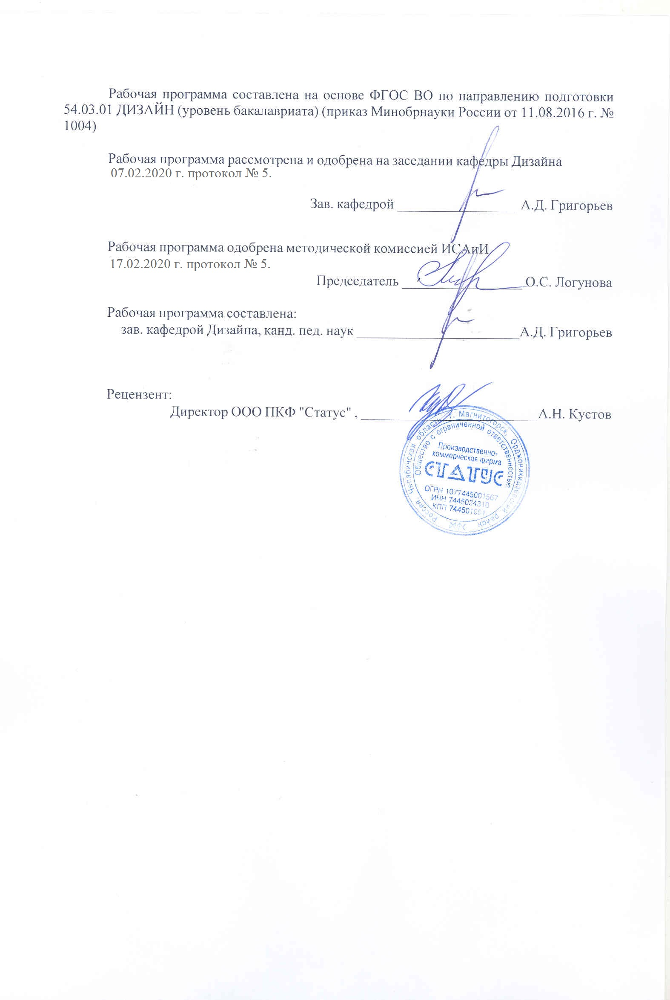 Рабочая программа составлена на основе ФГОС ВО по направлению подготовки
54.03.01 ДИЗАЙН (уровень бакалавриата) (приказ Минобрнауки России от 11.08.2016 г. №
1004)
Рабочая программа рассмотрена и одобрена на заседании кафедры Дизайна
07.02.2020 г. протокол № 5.
Зав. кафедрой ________________ А.Д. Григорьев
Рабочая программа одобрена методической комиссией ИСАиИ
17.02.2020 г. протокол № 5.
Председатель ________________ О.С. Логунова
Рабочая программа составлена:
зав. кафедрой Дизайна, канд. пед. наук ______________________А.Д. Григорьев
Рецензент:
Директор ООО ПКФ "Статус" , ________________________А.Н. Кустов
Россия, Челябинская область, г. Магнитогорск, Орджоникидзевский район
Общество с ограниченной ответственностью
Производственно-
коммерческая фирма
СТАТУС
ОГРН 1077445001567
ИНН 7445034310
КПП 744501001